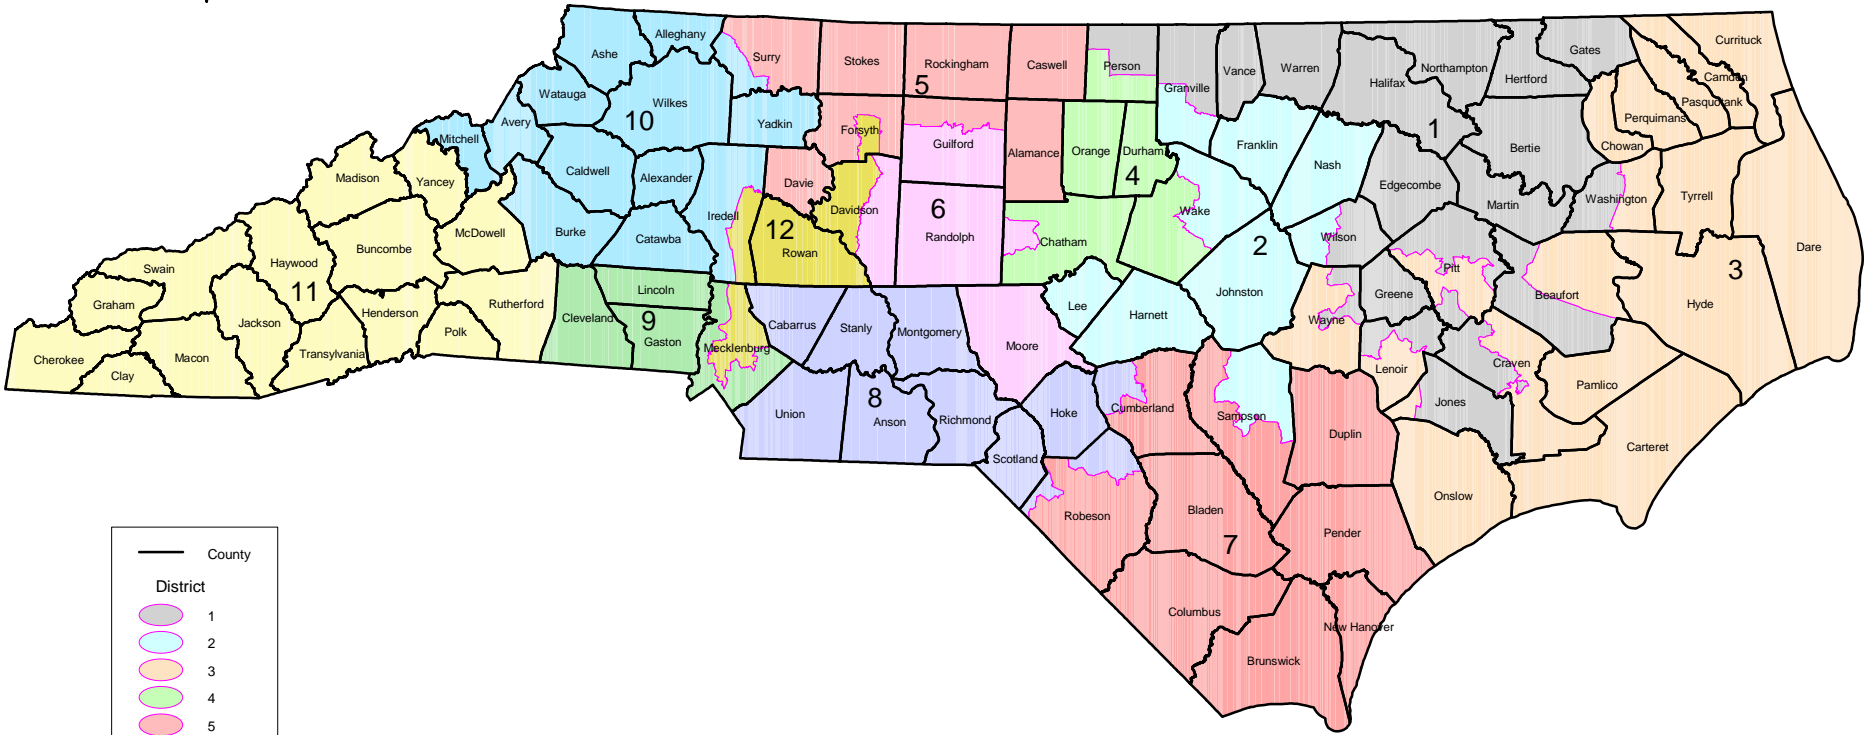 Alleghany
Ashe
Surry
Stokes
Rockingham
Caswell
Person
Granville
Vance
Warren
Halifax
Northampton
Hertford
Gates
Currituck
Camden
Pasquotank
Perquimans
Chowan
5
Watauga
Wilkes
10
Yadkin
Avery
Mitchell
Forsyth
Guilford
Alamance
Orange
Durham
4
Franklin
Nash
1
Edgecombe
Bertie
Martin
Washington
Tyrrell
Dare
Madison
Yancey
Caldwell
Alexander
Davie
Iredell
Davidson
12
Rowan
6
Randolph
Chatham
Wake
2
Wilson
Pitt
3
Burke
Catawba
McDowell
Buncombe
Haywood
11
Swain
Graham
Jackson
Cherokee
Clay
Macon
Transylvania
Henderson
Polk
Rutherford
Cleveland
Lincoln
9
Gaston
Mecklenburg
Cabarrus
Stanly
Montgomery
Moore
Lee
Harnett
Johnston
Wayne
Greene
Beaufort
Hyde
Lenoir
Craven
Pamlico
Jones
Carteret
Union
8
Anson
Richmond
Scotland
Hoke
Cumberland
Sampson
Duplin
Onslow
Robeson
Bladen
7
Pender
Columbus
New Hanover
Brunswick
County
District
1
2
3
4
5